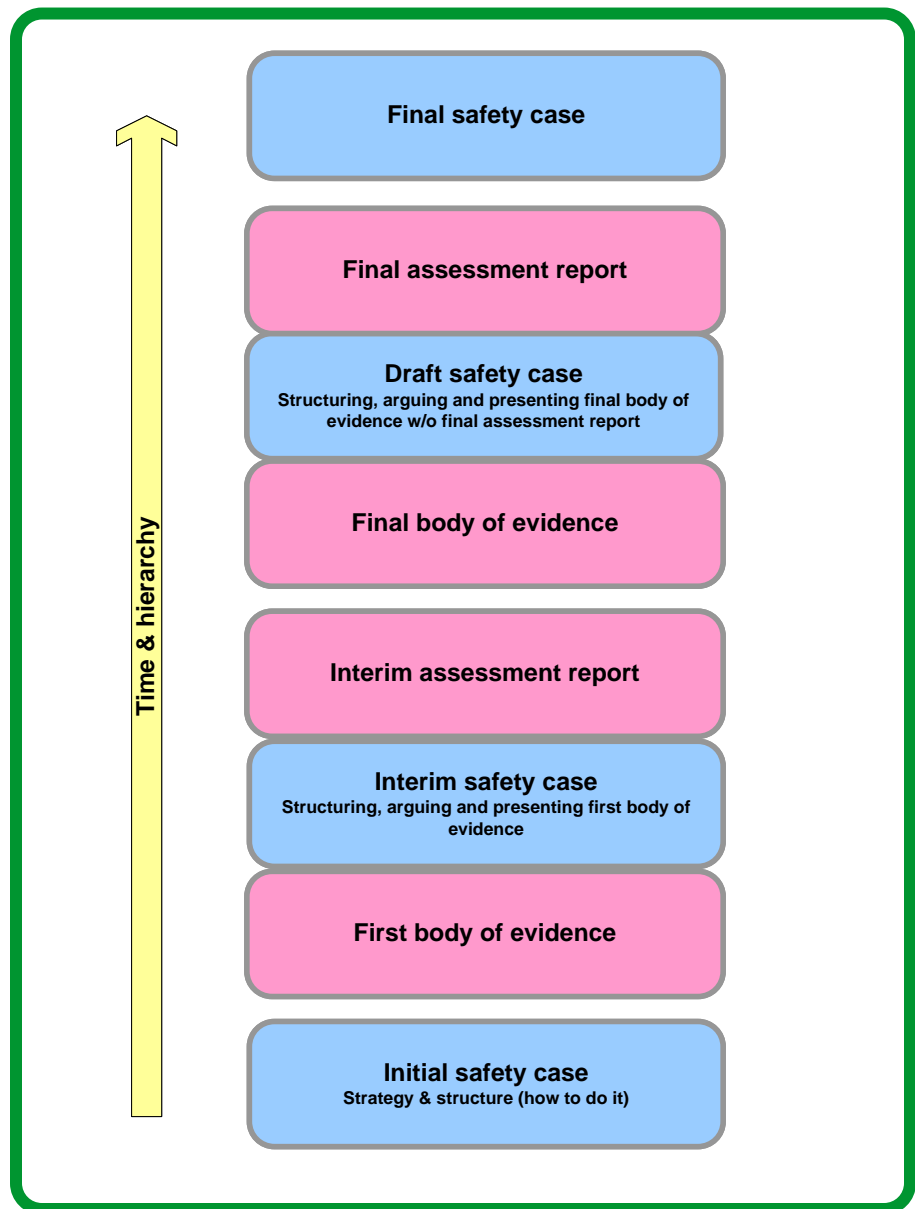 Final safety case
Final assessment report
Draft safety case
Structuring, arguing and presenting final body of
evidence w/o final assessment report
Final body of evidence
Time & hierarchy
Interim assessment report
Interim safety case
Structuring, arguing and presenting first body of
evidence
First body of evidence
Initial safety case
Strategy & structure (how to do it)